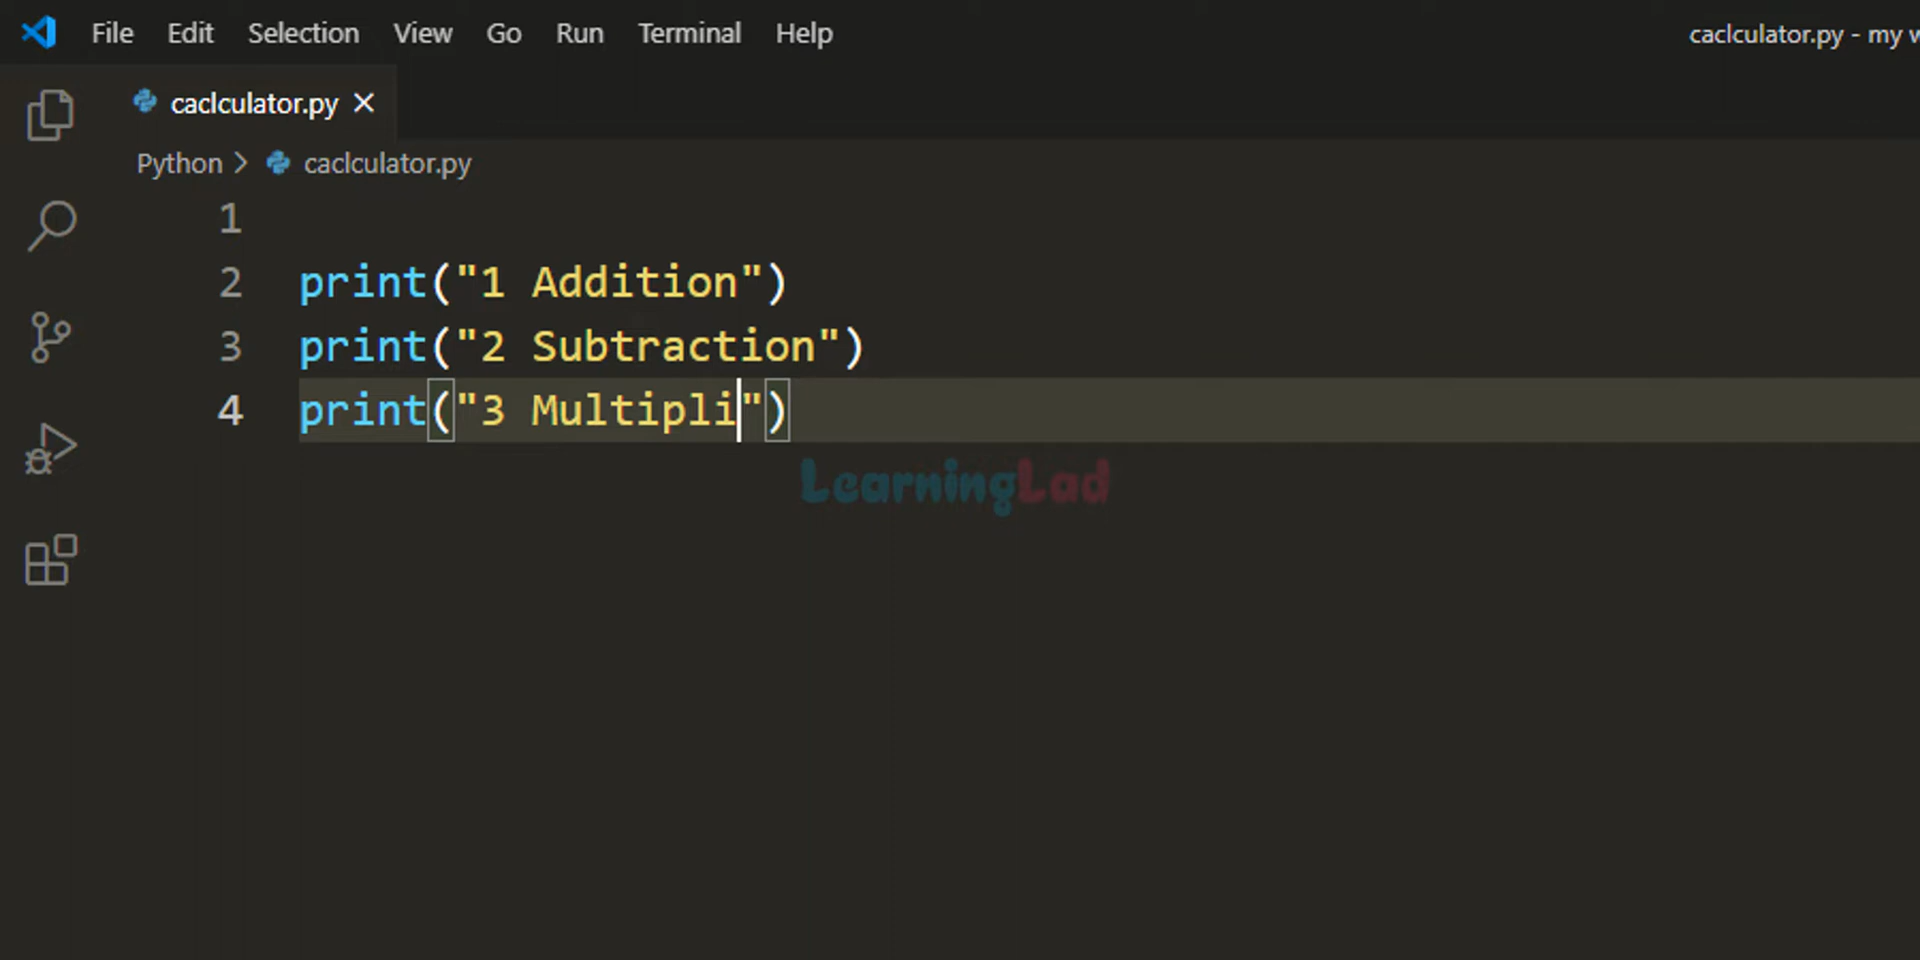 File Edit Selection View Go Run Terminal Help
caclculator.py - my w
caclculator.py
Python > caclculator.py
1
2 print("1 Addition")
3 print("2 Subtraction")
4 print("3 Multipli")
LearningLad